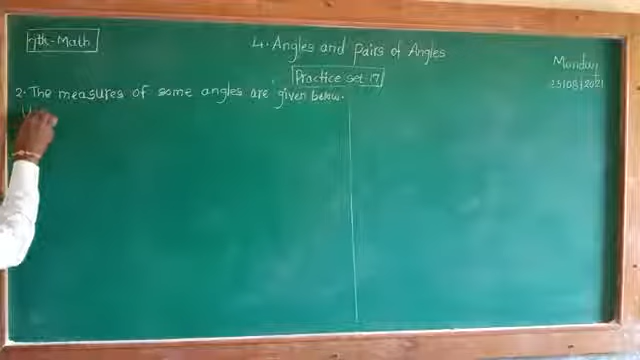 7th-Math
4. Angles and Pairs of Angles
Monday
Practice set-17
23/08/2021
2. The measures of some angles are given below.